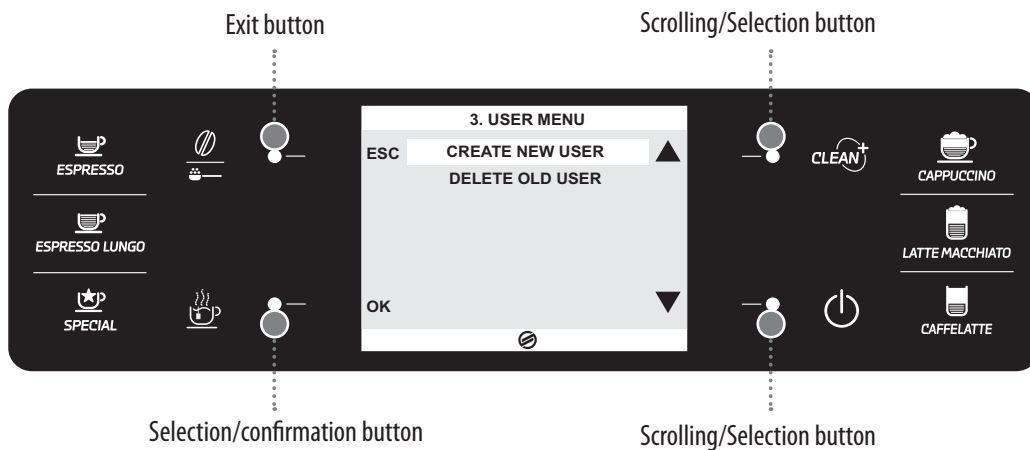 Exit button
Scrolling/Selection button
3. USER MENU
ESC
CREATE NEW USER
DELETE OLD USER
OK
ESPRESSO
ESPRESSO LUNGO
SPECIAL
CLEAN+
CAPPUCCINO
LATTE MACCHIATO
CAFFELATTE
Selection/confirmation button
Scrolling/Selection button